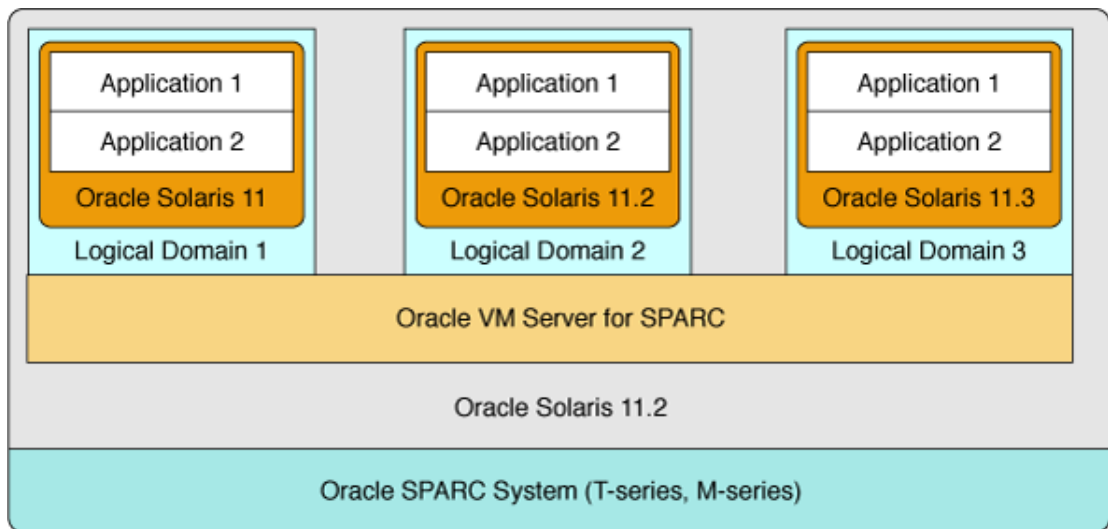 Application 1
Application 2
Oracle Solaris 11
Logical Domain 1
Application 1
Application 2
Oracle Solaris 11.2
Logical Domain 2
Application 1
Application 2
Oracle Solaris 11.3
Logical Domain 3
Oracle VM Server for SPARC
Oracle Solaris 11.2
Oracle SPARC System (T-series, M-series)